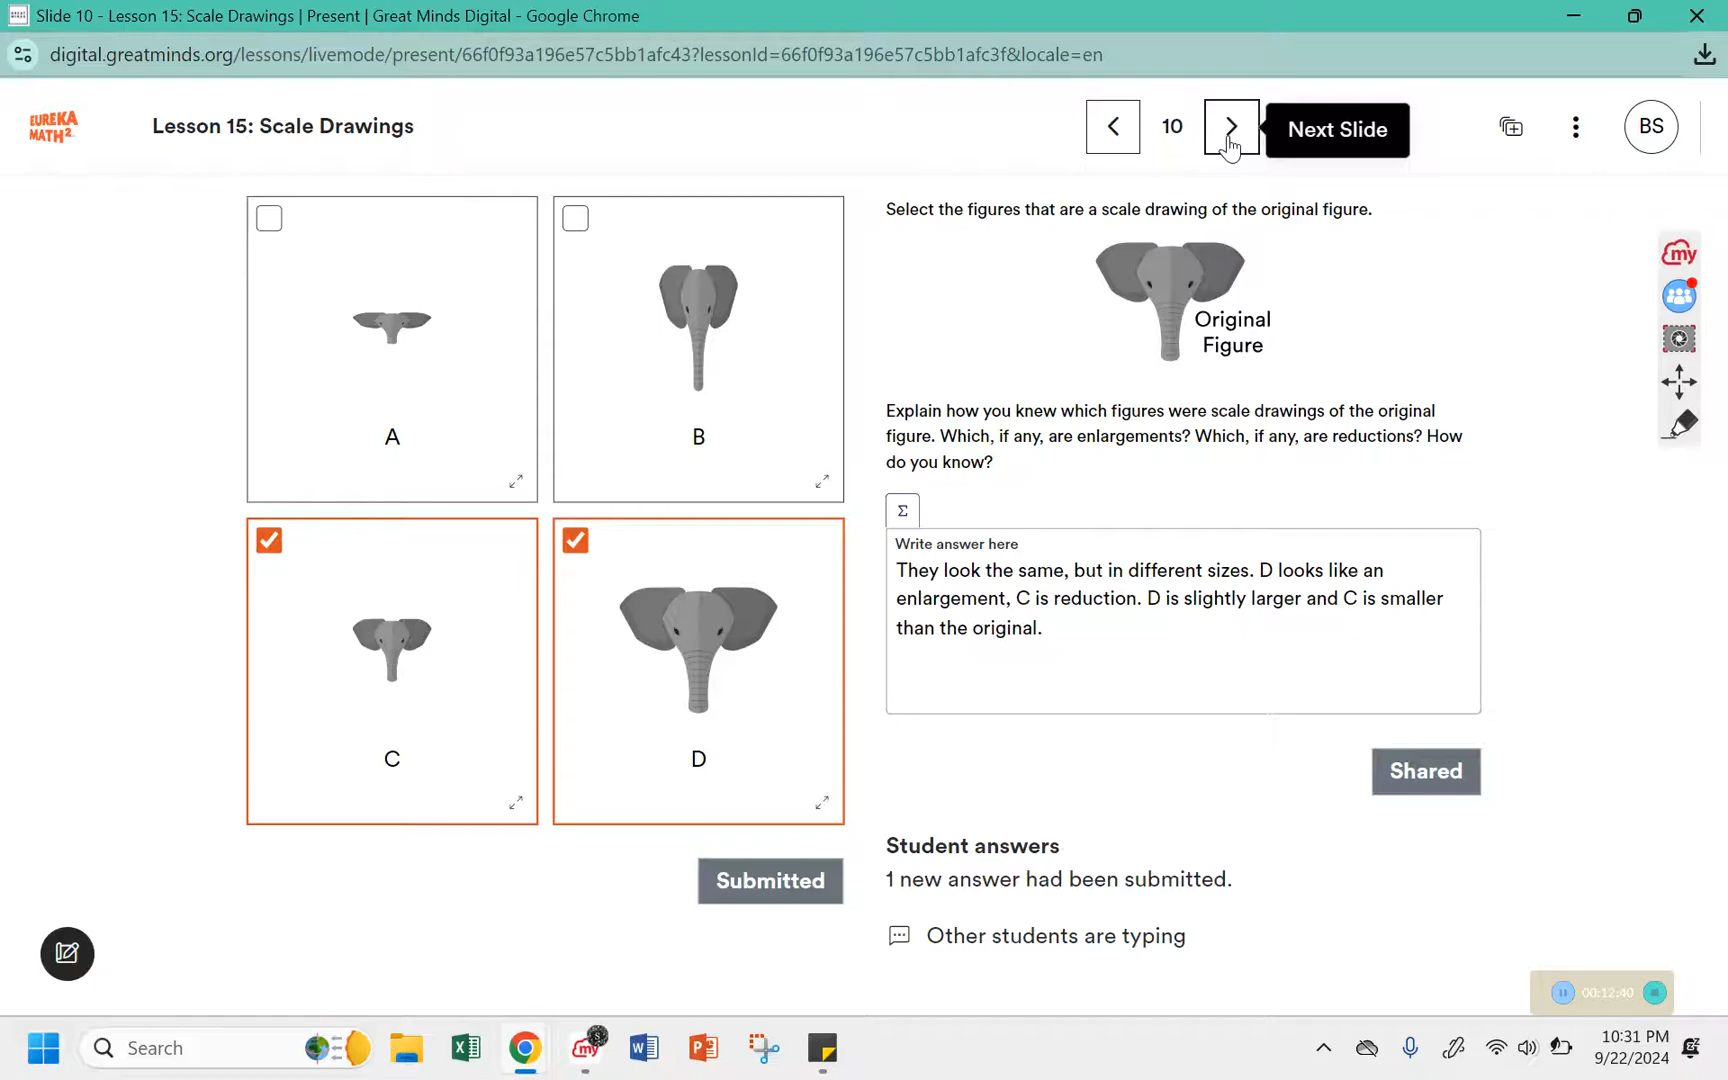 Slide 10 - Lesson 15: Scale Drawings | Present | Great Minds Digital - Google Chrome
digital.greatminds.org/lessons/livemode/present/66f0f93a196e57c5bb1afc43?lessonId=66f0f93a196e57c5bb1afc3f&locale=en
EUREKA
MATH²
Lesson 15: Scale Drawings
10
Next Slide
BS
A
B
C
D
Submitted
Select the figures that are a scale drawing of the original figure.
Original
Figure
Explain how you knew which figures were scale drawings of the original
figure. Which, if any, are enlargements? Which, if any, are reductions? How
do you know?
Σ
Write answer here
They look the same, but in different sizes. D looks like an
enlargement, C is reduction. D is slightly larger and C is smaller
than the original.
Shared
Student answers
1 new answer had been submitted.
Other students are typing
my
00:12:40
Search
my
S
10:31 PM
9/22/2024